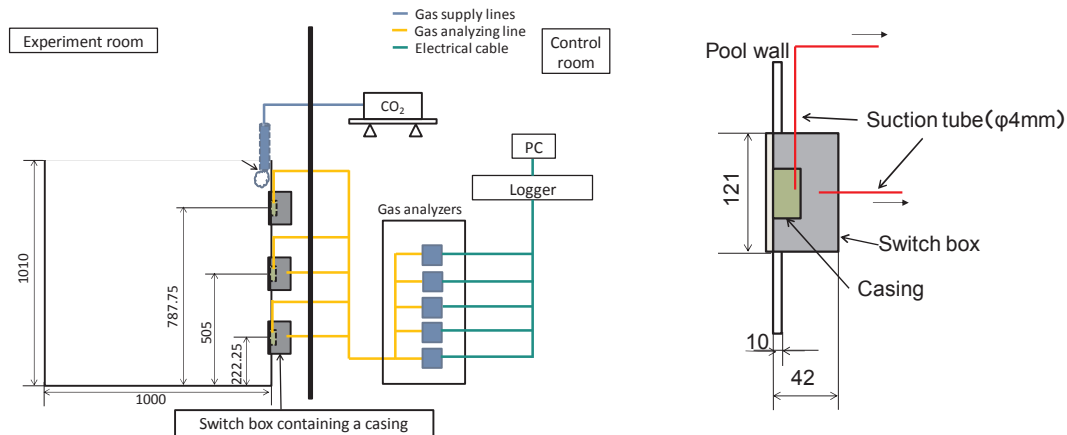 Experiment room
Gas supply lines
Gas analyzing line
Electrical cable
Control
room
CO2
PC
Logger
Gas analyzers
1010
787.75
505
222.25
1000
Switch box containing a casing
Pool wall
Suction tube(φ4mm)
121
Switch box
Casing
10
42